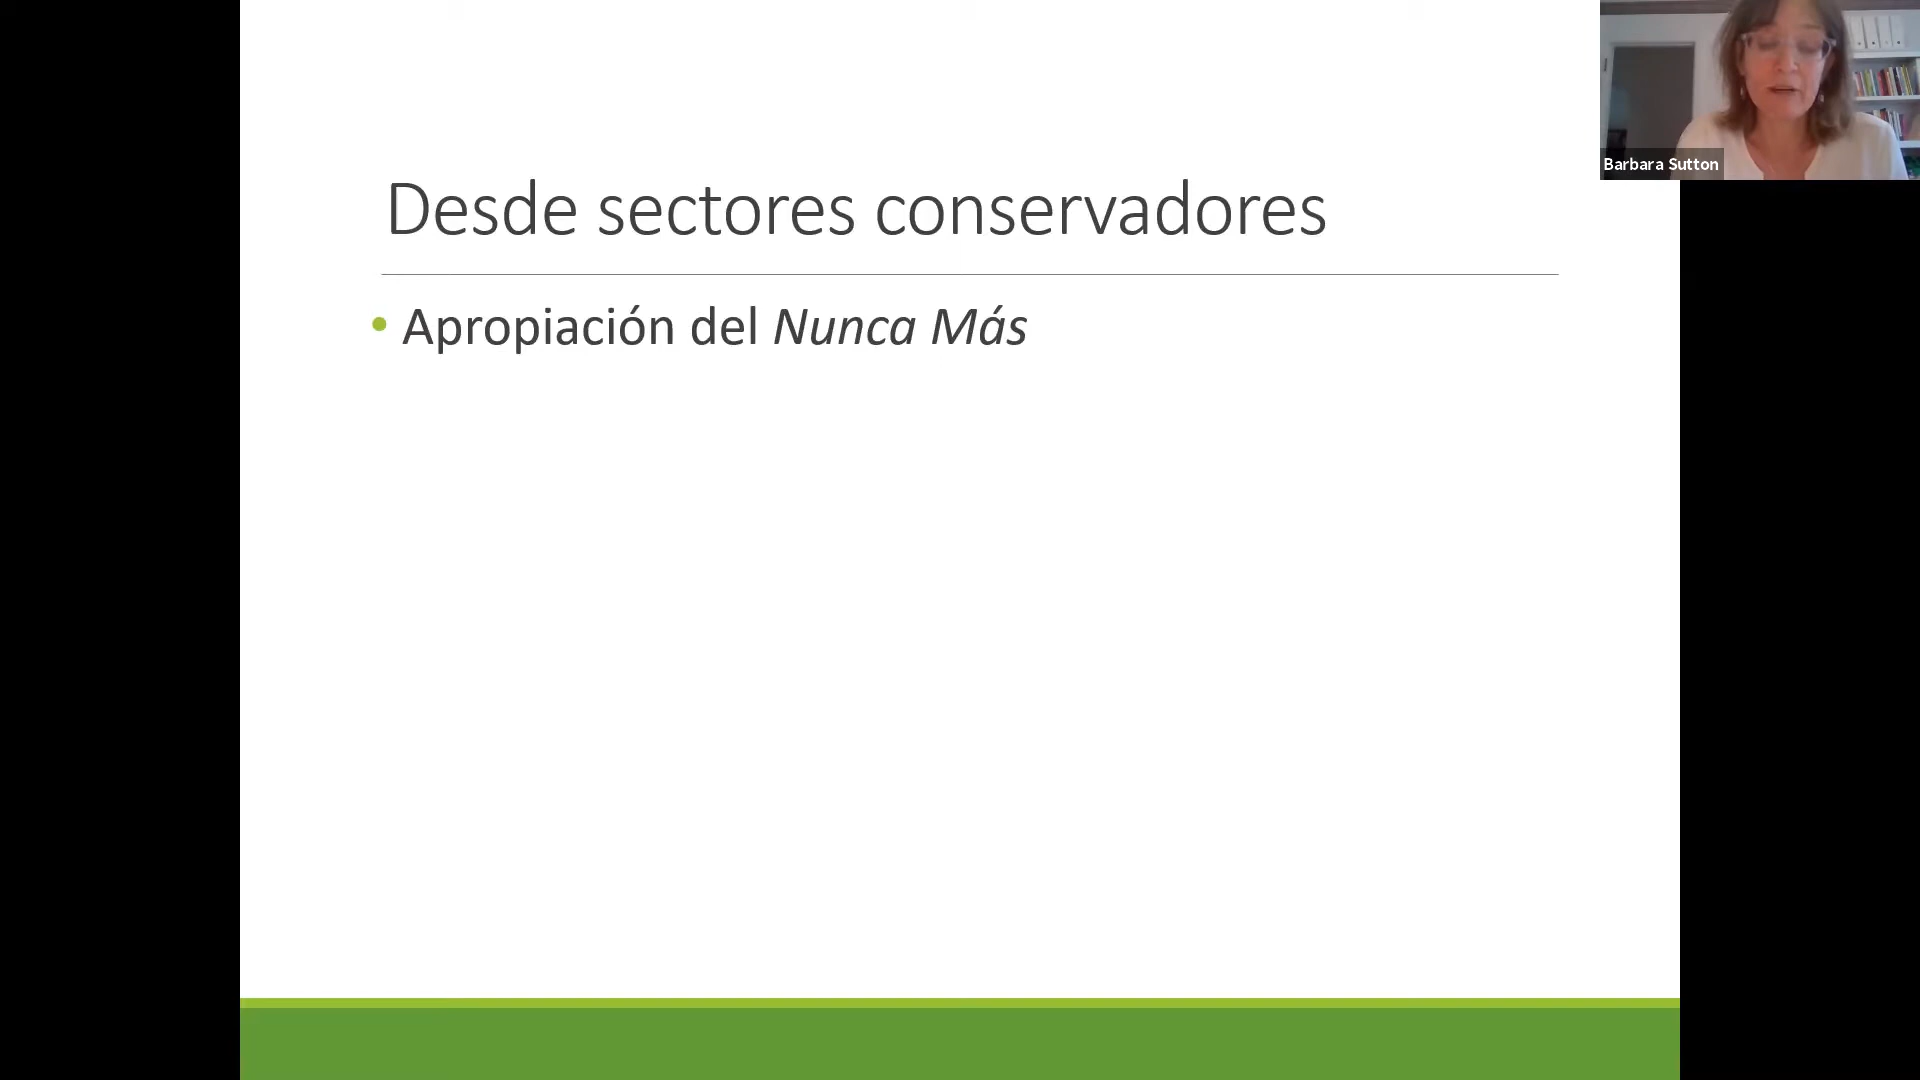 Desde sectores conservadores
• Apropiación del Nunca Más
Barbara Sutton